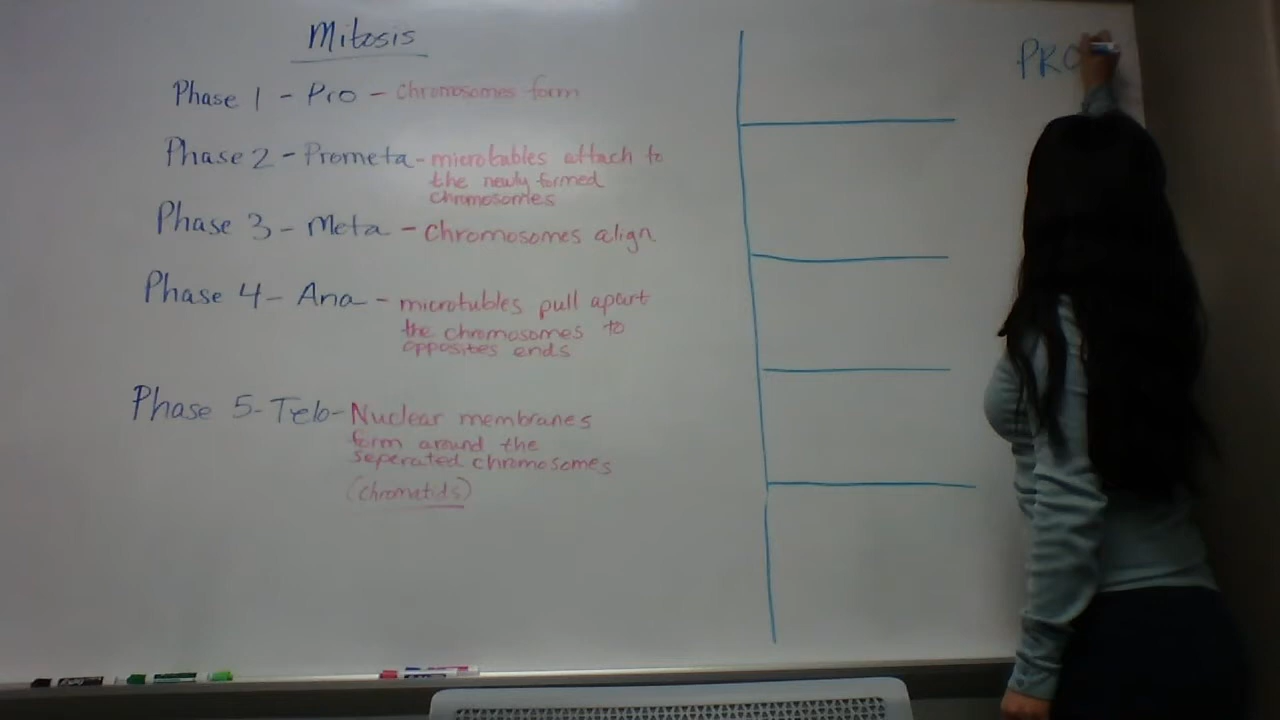 Mitosis
Phase 1 - Pro - chromosomes form
Phase 2 - Prometa - microtubles attach to
the newly formed
chromosomes
Phase 3 - Meta - chromosomes align
Phase 4 - Ana - microtubles pull apart
the chromosomes to
opposites ends
Phase 5 - Telo - Nuclear membranes
form around the
seperated chromosomes
(chromatids)
PRO